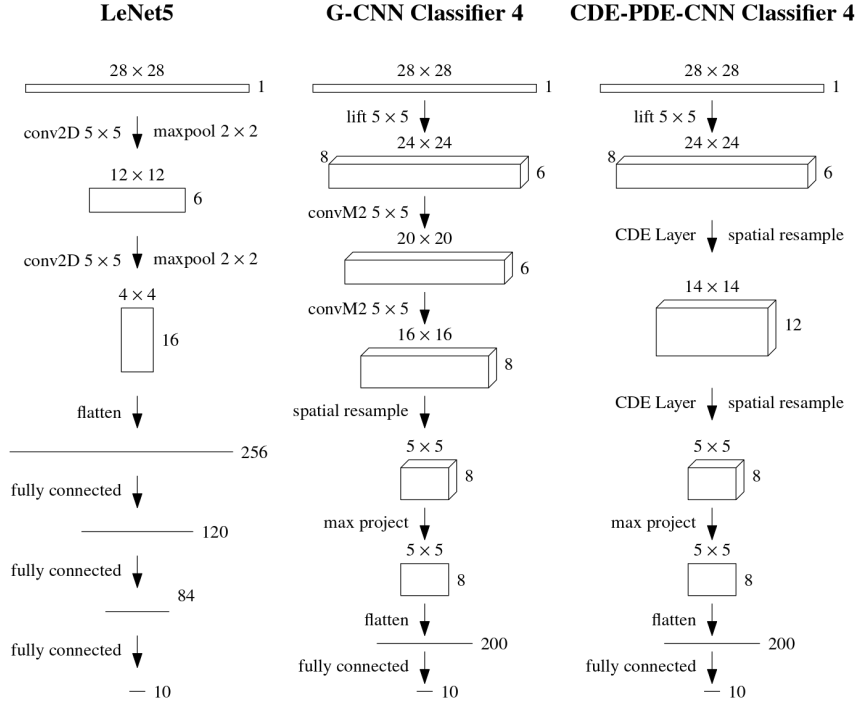 LeNet5
28 × 28
1
conv2D 5 × 5 maxpool 2 × 2
12 × 12
6
conv2D 5 × 5 maxpool 2 × 2
4 × 4
16
flatten
256
fully connected
120
fully connected
84
fully connected
10
G-CNN Classifier 4
28 × 28
1
lift 5 × 5
24 × 24
8
6
convM2 5 × 5
20 × 20
6
convM2 5 × 5
16 × 16
8
spatial resample
5 × 5
8
max project
5 × 5
8
flatten
200
fully connected
10
CDE-PDE-CNN Classifier 4
28 × 28
1
lift 5 × 5
24 × 24
8
6
CDE Layer spatial resample
14 × 14
12
CDE Layer spatial resample
5 × 5
8
max project
5 × 5
8
flatten
200
fully connected
10